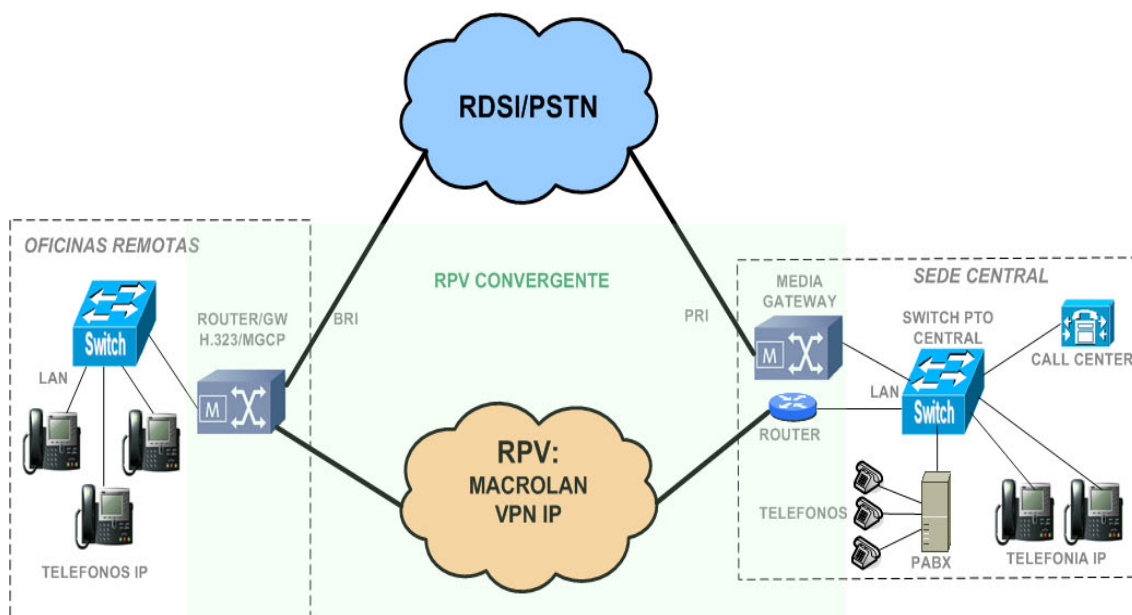 RDSI/PSTN
OFICINAS REMOTAS
Switch
LAN
TELEFONOS IP
ROUTER/GW
H.323/MGCP
M
BRI
RPV CONVERGENTE
RPV:
MACROLAN
VPN IP
PRI
SEDE CENTRAL
MEDIA
GATEWAY
M
ROUTER
LAN
SWITCH PTO
CENTRAL
Switch
CALL CENTER
TELEFONOS
PABX
TELEFONIA IP